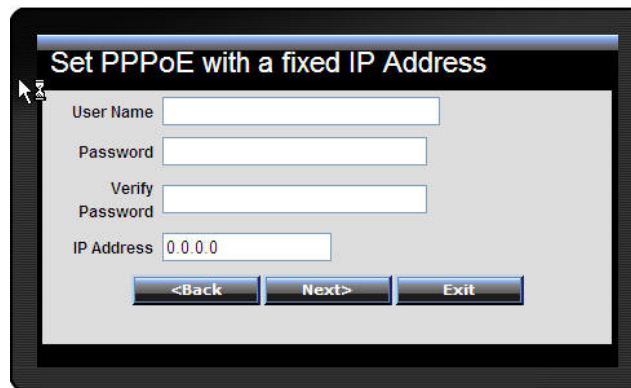 Set PPPoE with a fixed IP Address
User Name
Password
Verify
Password
IP Address 0.0.0.0
<Back Next> Exit